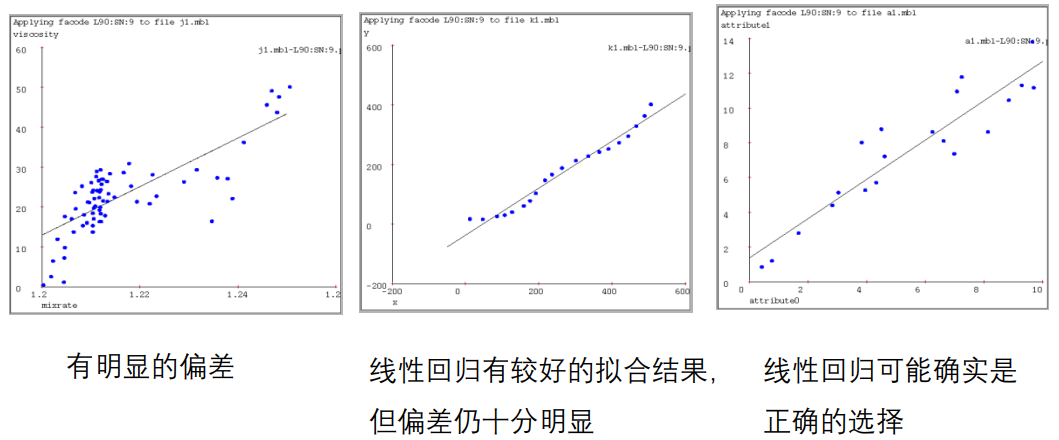 Applying facode L90:SN:9 to file j1.mbl
viscosity
j1.mbl-L90:SN:9.p
60
50
40
30
20
10
0
1.2
1.22
1.24
1.2
mixrate
Applying facode L90:SN:9 to file k1.mbl
y
k1.mbl-L90:SN:9.p
600
400
200
0
-200
-200
0
200
400
600
x
Applying facode L90:SN:9 to file a1.mbl
attribute1
a1.mbl-L90:SN:9.p
14
12
10
8
6
4
2
0
0
2
4
6
8
10
attribute0
有明显的偏差
线性回归有较好的拟合结果,
但偏差仍十分明显
线性回归可能确实是
正确的选择